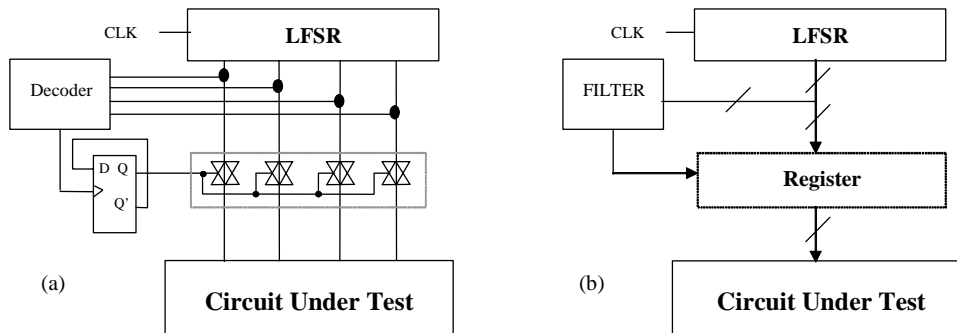 CLK
LFSR
Decoder
D Q
Q'
(a)
Circuit Under Test
CLK
LFSR
FILTER
Register
(b)
Circuit Under Test